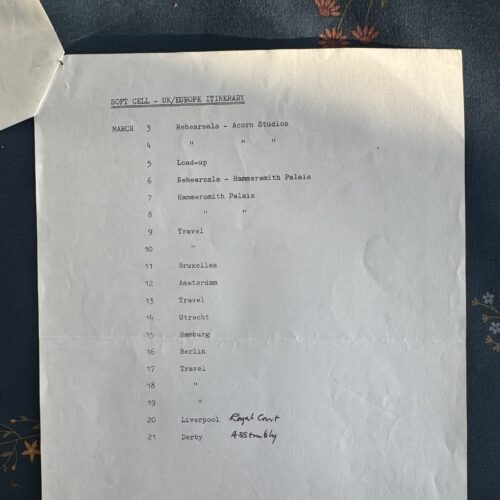 SOFT CELL - UK/EUROPE ITINERARY
MARCH 3 Rehearsals - Acorn Studios
4 " " "
5 Load-up
6 Rehearsals - Hammersmith Palais
7 Hammersmith Palais
8 " "
9 Travel
10 "
11 Bruxelles
12 Amsterdam
13 Travel
14 Utrecht
15 Hamburg
16 Berlin
17 Travel
18 "
19 "
20 Liverpool Royal Court
21 Derby Assembly